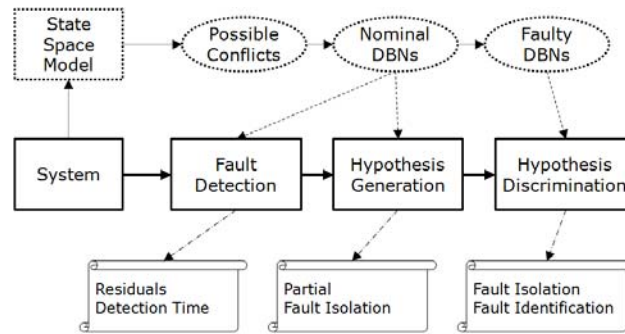 State
Space
Model
Possible
Conflicts
Nominal
DBNs
Faulty
DBNs
System
Fault
Detection
Hypothesis
Generation
Hypothesis
Discrimination
Residuals
Detection Time
Partial
Fault Isolation
Fault Isolation
Fault Identification